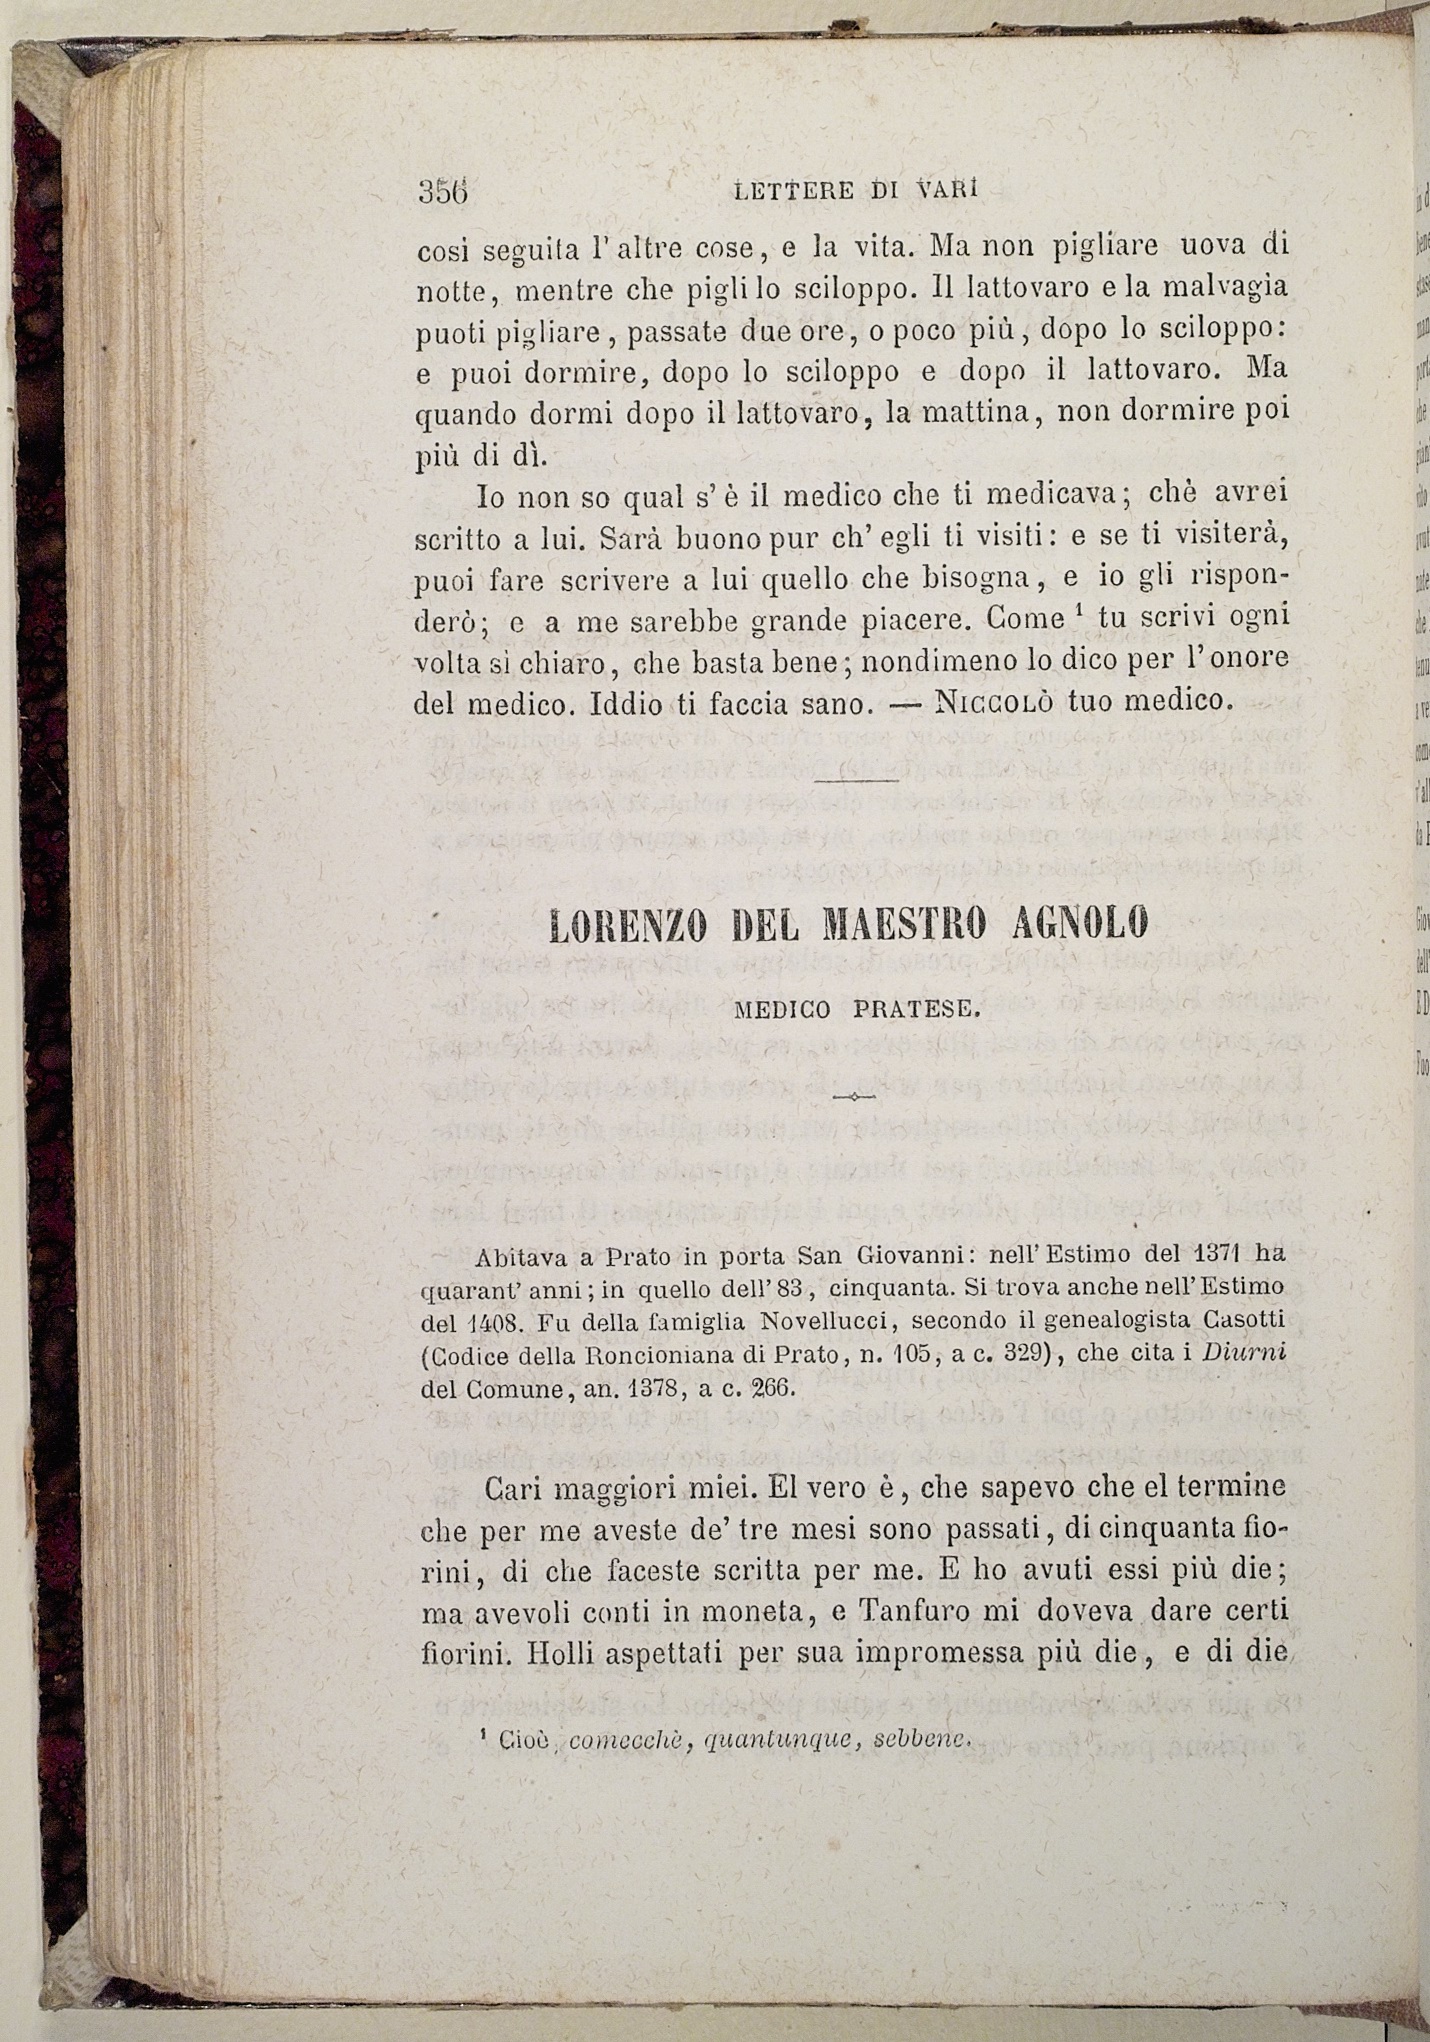 356 LETTERE DI VARI
così seguita l'altre cose, e la vita. Ma non pigliare uova di
notte, mentre che pigli lo sciloppo. Il lattovaro e la malvagìa
puoti pigliare, passate due ore, o poco più, dopo lo sciloppo:
e puoi dormire, dopo lo sciloppo e dopo il lattovaro. Ma
quando dormi dopo il lattovaro, la mattina, non dormire poi
più di dì.
Io non so qual s'è il medico che ti medicava; chè avrei
scritto a lui. Sarà buono pur ch'egli ti visiti: e se ti visiterà,
puoi fare scrivere a lui quello che bisogna, e io gli rispon-
derò; e a me sarebbe grande piacere. Come ¹ tu scrivi ogni
volta sì chiaro, che basta bene; nondimeno lo dico per l'onore
del medico. Iddio ti faccia sano. — NICCOLÒ tuo medico.
LORENZO DEL MAESTRO AGNOLO
MEDICO PRATESE.
Abitava a Prato in porta San Giovanni: nell'Estimo del 1371 ha
quarant'anni; in quello dell'83, cinquanta. Si trova anche nell'Estimo
del 1408. Fu della famiglia Novellucci, secondo il genealogista Casotti
(Codice della Roncioniana di Prato, n. 105, a c. 329), che cita i Diurni
del Comune, an. 1378, a c. 266.
Cari maggiori miei. El vero è, che sapevo che el termine
che per me aveste de' tre mesi sono passati, di cinquanta fio-
rini, di che faceste scritta per me. E ho avuti essi più die;
ma avevoli conti in moneta, e Tanfuro mi doveva dare certi
fiorini. Holli aspettati per sua impromessa più die, e di die
¹ Cioè, comecchè, quantunque, sebbene.